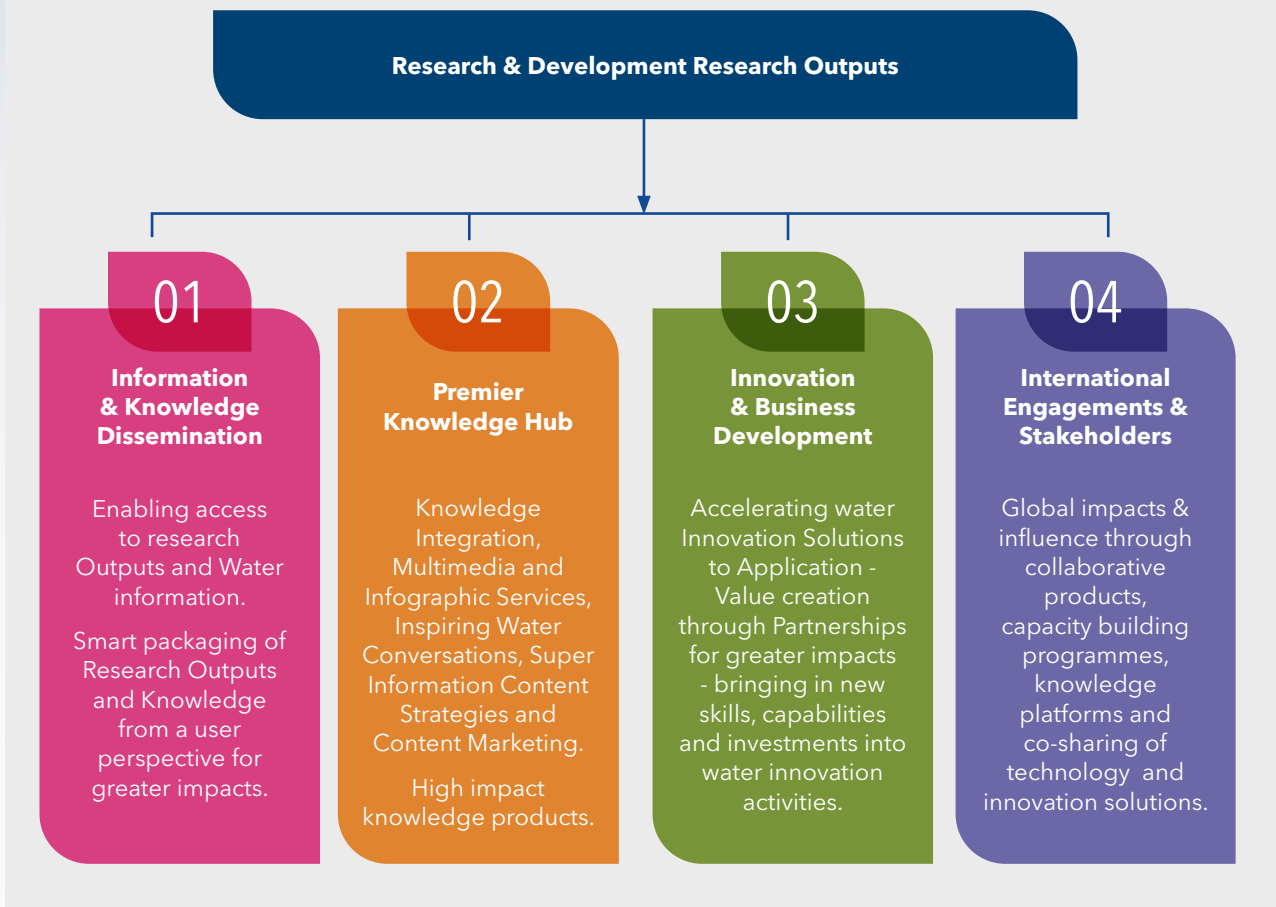 Research & Development Research Outputs
01
Information
& Knowledge
Dissemination
Enabling access
to research
Outputs and Water
information.
Smart packaging of
Research Outputs
and Knowledge
from a user
perspective for
greater impacts.
02
Premier
Knowledge Hub
Knowledge
Integration,
Multimedia and
Infographic Services,
Inspiring Water
Conversations, Super
Information Content
Strategies and
Content Marketing.
High impact
knowledge products.
03
Innovation
& Business
Development
Accelerating water
Innovation Solutions
to Application -
Value creation
through Partnerships
for greater impacts
- bringing in new
skills, capabilities
and investments into
water innovation
activities.
04
International
Engagements &
Stakeholders
Global impacts &
influence through
collaborative
products,
capacity building
programmes,
knowledge
platforms and
co-sharing of
technology and
innovation solutions.